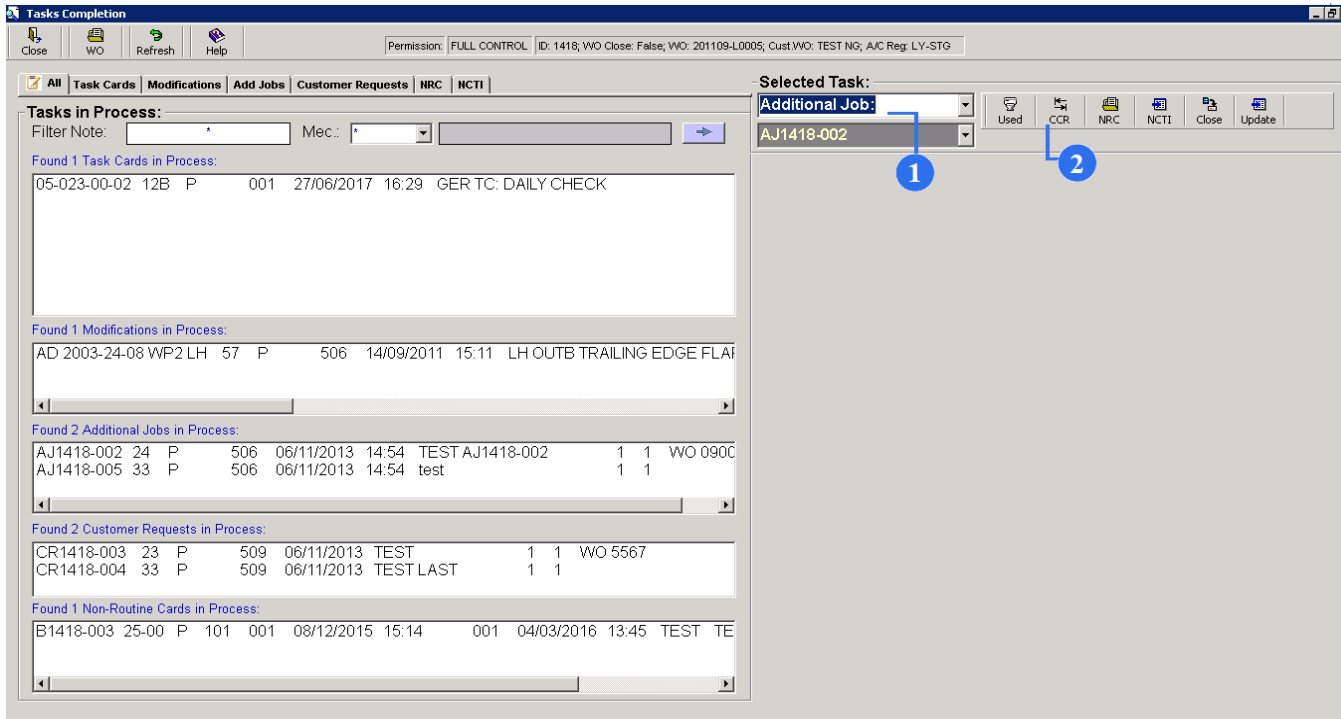 Tasks Completion
Close WO Refresh Help
Permission: FULL CONTROL ID: 1418; WO Close: False; WO: 201109-L0005; Cust.WO: TEST NG; A/C Reg: LY-STG
All Task Cards Modifications Add Jobs Customer Requests NRC NCTI
Tasks in Process:
Filter Note: * Mec.: *
Found 1 Task Cards in Process:
05-023-00-02 12B P 001 27/06/2017 16:29 GER TC: DAILY CHECK
Found 1 Modifications in Process:
AD 2003-24-08 WP2 LH 57 P 506 14/09/2011 15:11 LH OUTB TRAILING EDGE FLAF
Found 2 Additional Jobs in Process:
AJ1418-002 24 P 506 06/11/2013 14:54 TEST AJ1418-002 1 1 WO 090
AJ1418-005 33 P 506 06/11/2013 14:54 test 1 1
Found 2 Customer Requests in Process:
CR1418-003 23 P 509 06/11/2013 TEST 1 1 WO 5567
CR1418-004 33 P 509 06/11/2013 TEST LAST 1 1
Found 1 Non-Routine Cards in Process:
B1418-003 25-00 P 101 001 08/12/2015 15:14 001 04/03/2016 13:45 TEST TE
Selected Task:
Additional Job:
AJ1418-002
Used CCR NRC NCTI Close Update
1
2